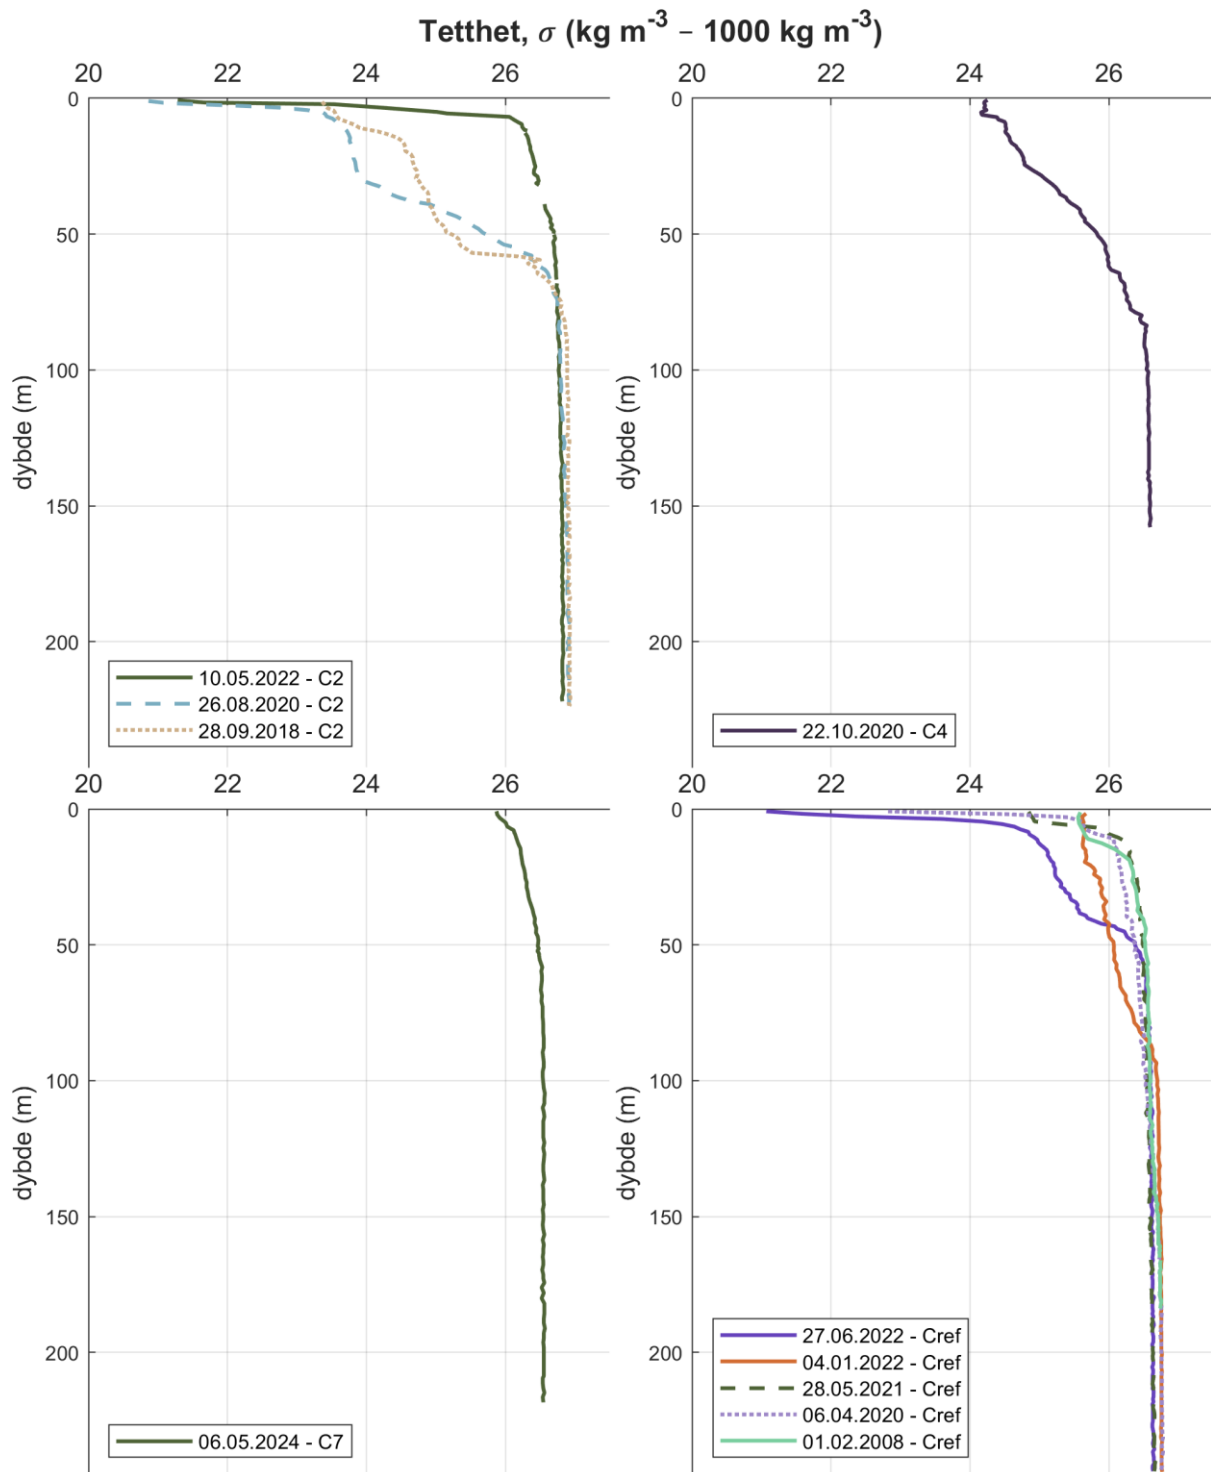 Tetthet, σ (kg m⁻³ – 1000 kg m⁻³)
20 22 24 26
0
50
100
150
200
dybde (m)
10.05.2022 - C2
26.08.2020 - C2
28.09.2018 - C2
20 22 24 26
0
50
100
150
200
dybde (m)
22.10.2020 - C4
20 22 24 26
0
50
100
150
200
dybde (m)
06.05.2024 - C7
20 22 24 26
0
50
100
150
200
dybde (m)
27.06.2022 - Cref
04.01.2022 - Cref
28.05.2021 - Cref
06.04.2020 - Cref
01.02.2008 - Cref